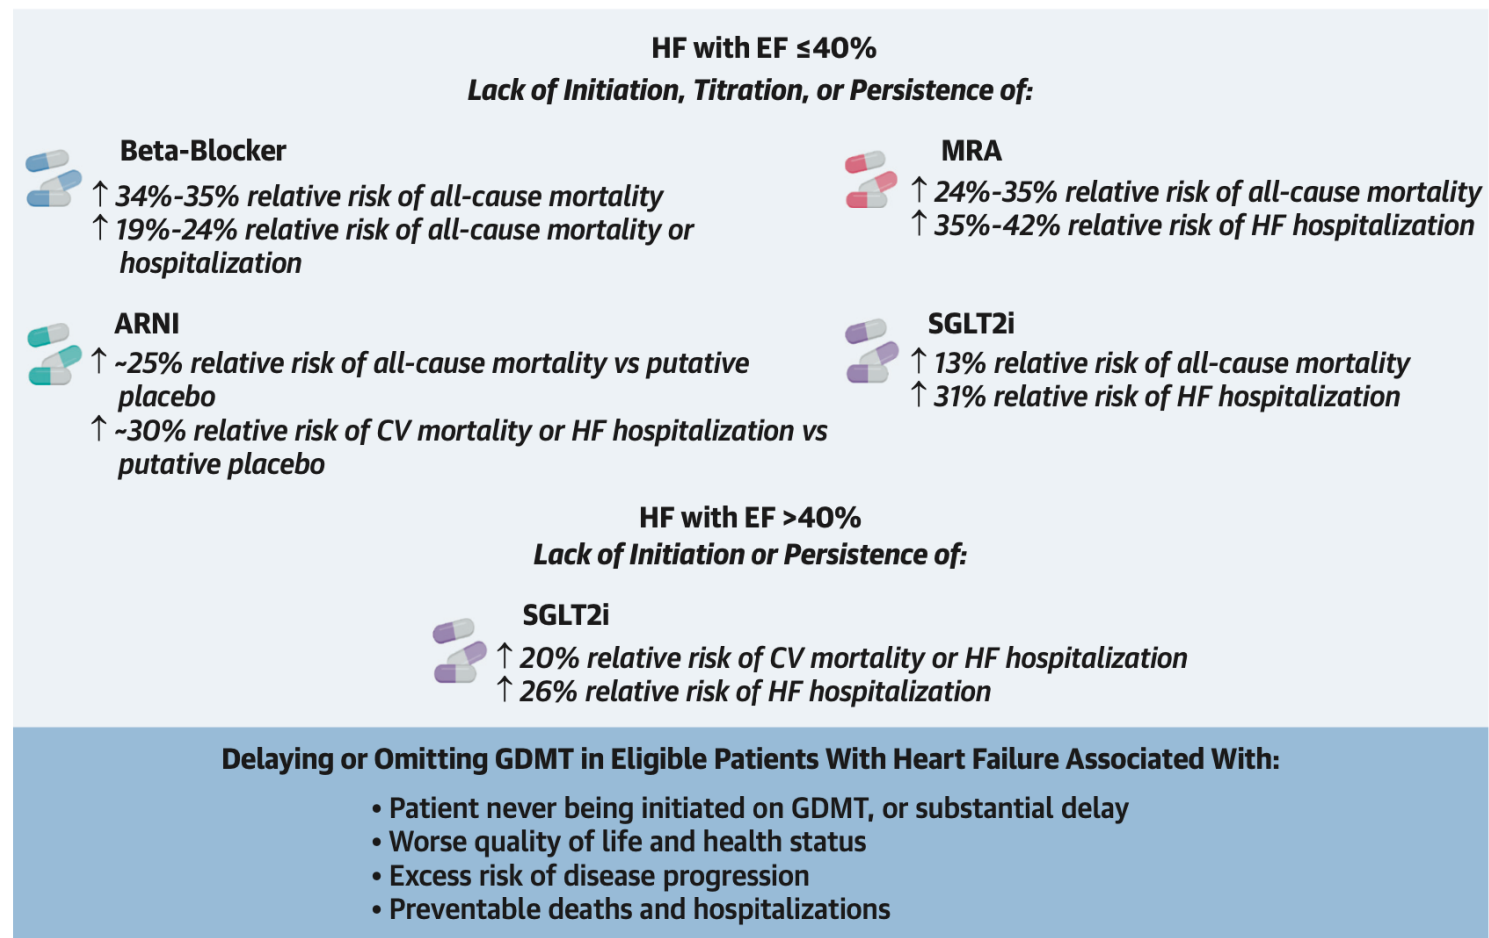 HF with EF ≤40%
Lack of Initiation, Titration, or Persistence of:
Beta-Blocker
↑ 34%-35% relative risk of all-cause mortality
↑ 19%-24% relative risk of all-cause mortality or
hospitalization
MRA
↑ 24%-35% relative risk of all-cause mortality
↑ 35%-42% relative risk of HF hospitalization
ARNI
↑ ~25% relative risk of all-cause mortality vs putative
placebo
↑ ~30% relative risk of CV mortality or HF hospitalization vs
putative placebo
SGLT2i
↑ 13% relative risk of all-cause mortality
↑ 31% relative risk of HF hospitalization
HF with EF >40%
Lack of Initiation or Persistence of:
SGLT2i
↑ 20% relative risk of CV mortality or HF hospitalization
↑ 26% relative risk of HF hospitalization
Delaying or Omitting GDMT in Eligible Patients With Heart Failure Associated With:
• Patient never being initiated on GDMT, or substantial delay
• Worse quality of life and health status
• Excess risk of disease progression
• Preventable deaths and hospitalizations